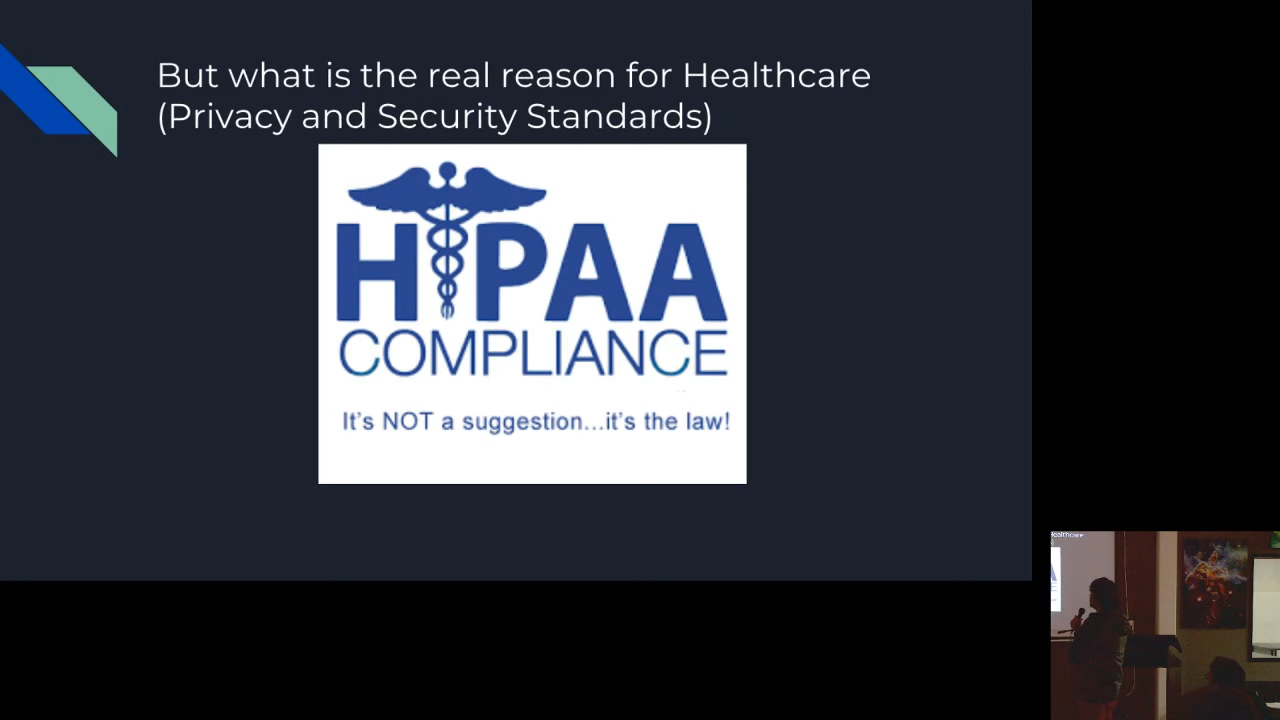 But what is the real reason for Healthcare
(Privacy and Security Standards)
HIPAA
COMPLIANCE
It's NOT a suggestion...it's the law!
Healthcare